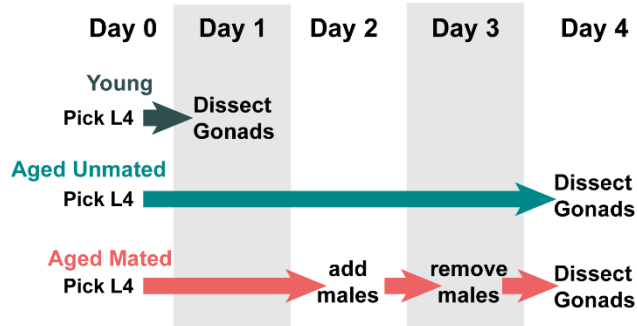 Day 0 Day 1 Day 2 Day 3 Day 4
Young
Pick L4
Dissect
Gonads
Aged Unmated
Pick L4
Dissect
Gonads
Aged Mated
Pick L4
add
males
remove
males
Dissect
Gonads